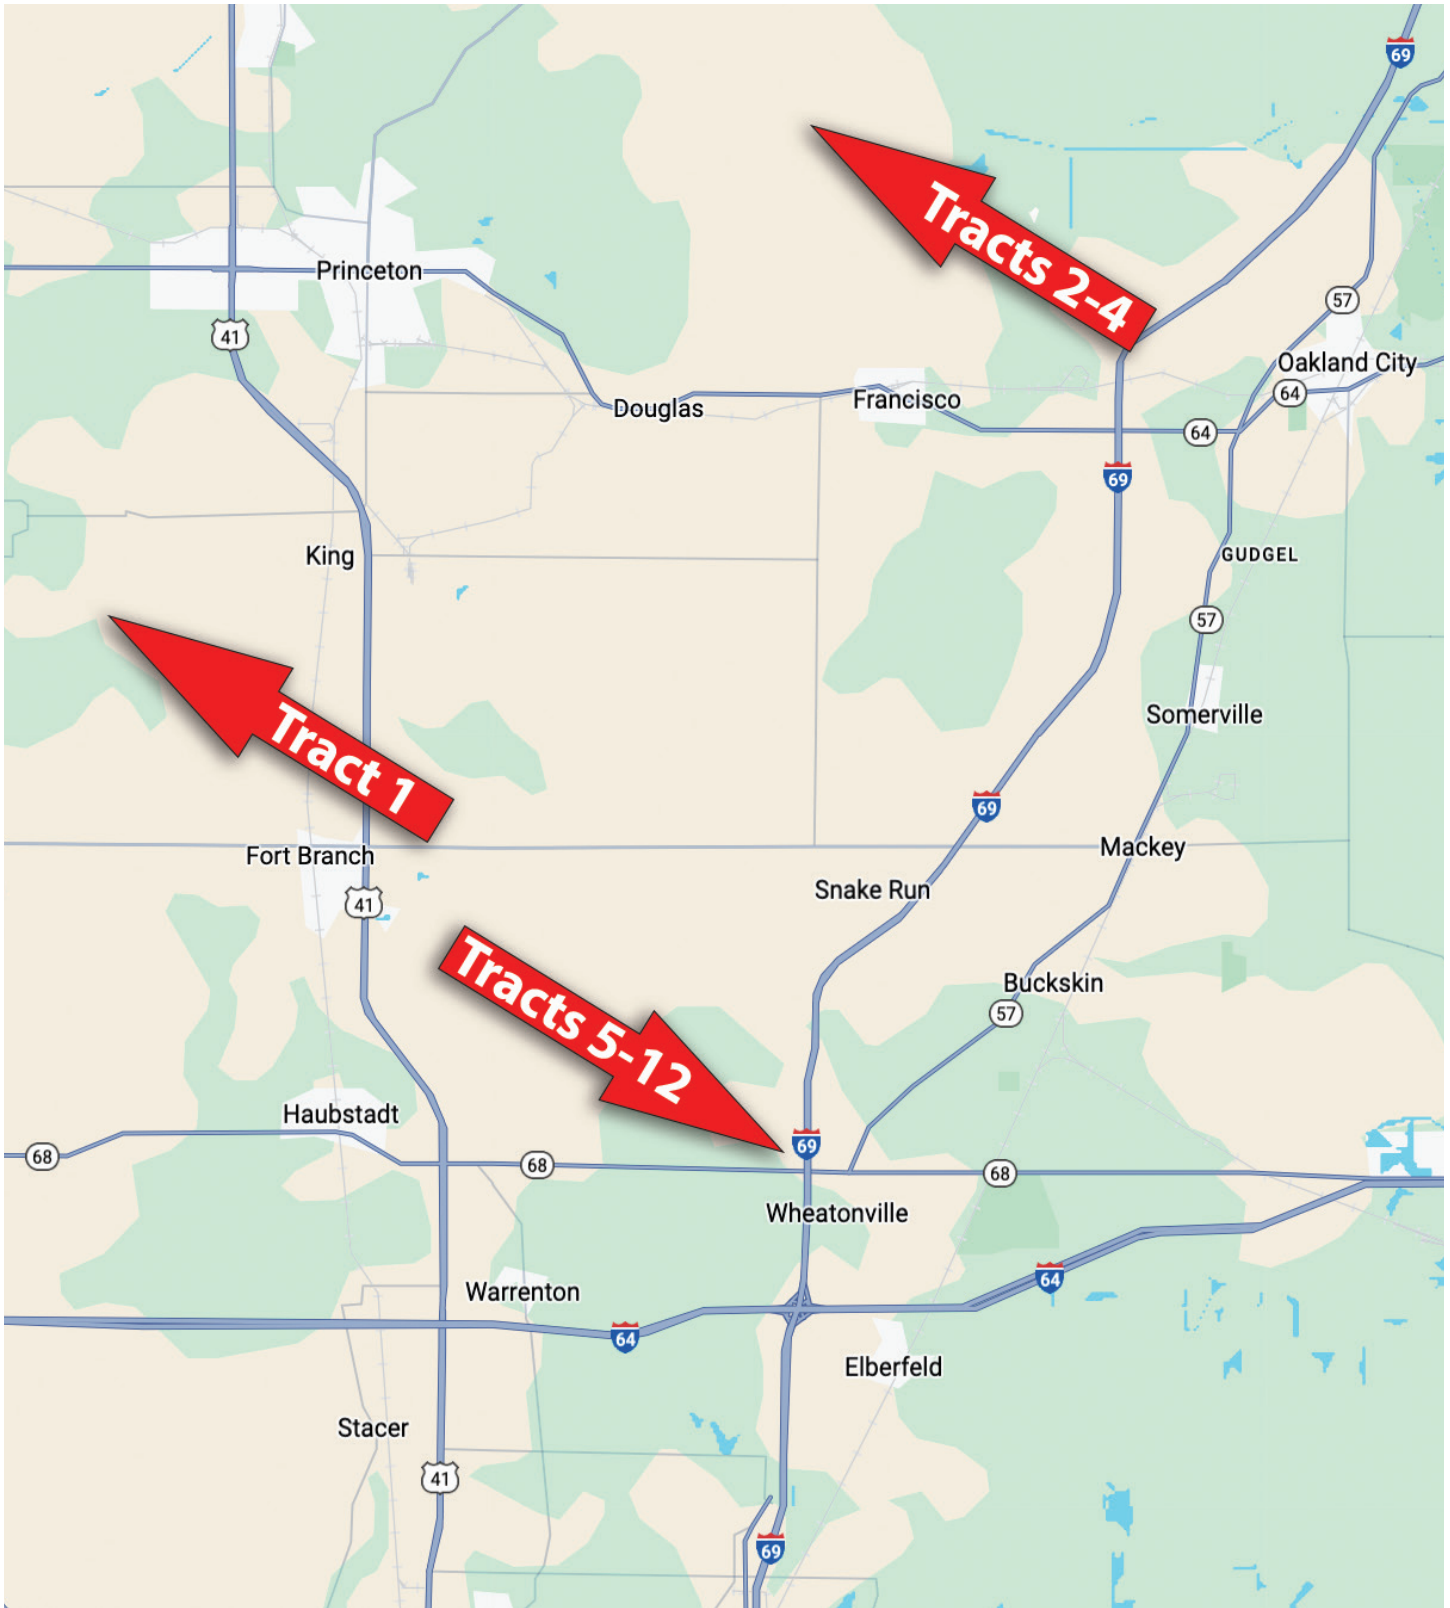 69
Tracts 2-4
Princeton
57
41
Oakland City
64
Francisco
Douglas
64
69
King
GUDGEL
57
Tract 1
Somerville
69
Fort Branch
Mackey
Snake Run
41
Tracts 5-12
Buckskin
57
Haubstadt
69
68
68
68
Wheatonville
64
Warrenton
64
Elberfeld
Stacer
41
69